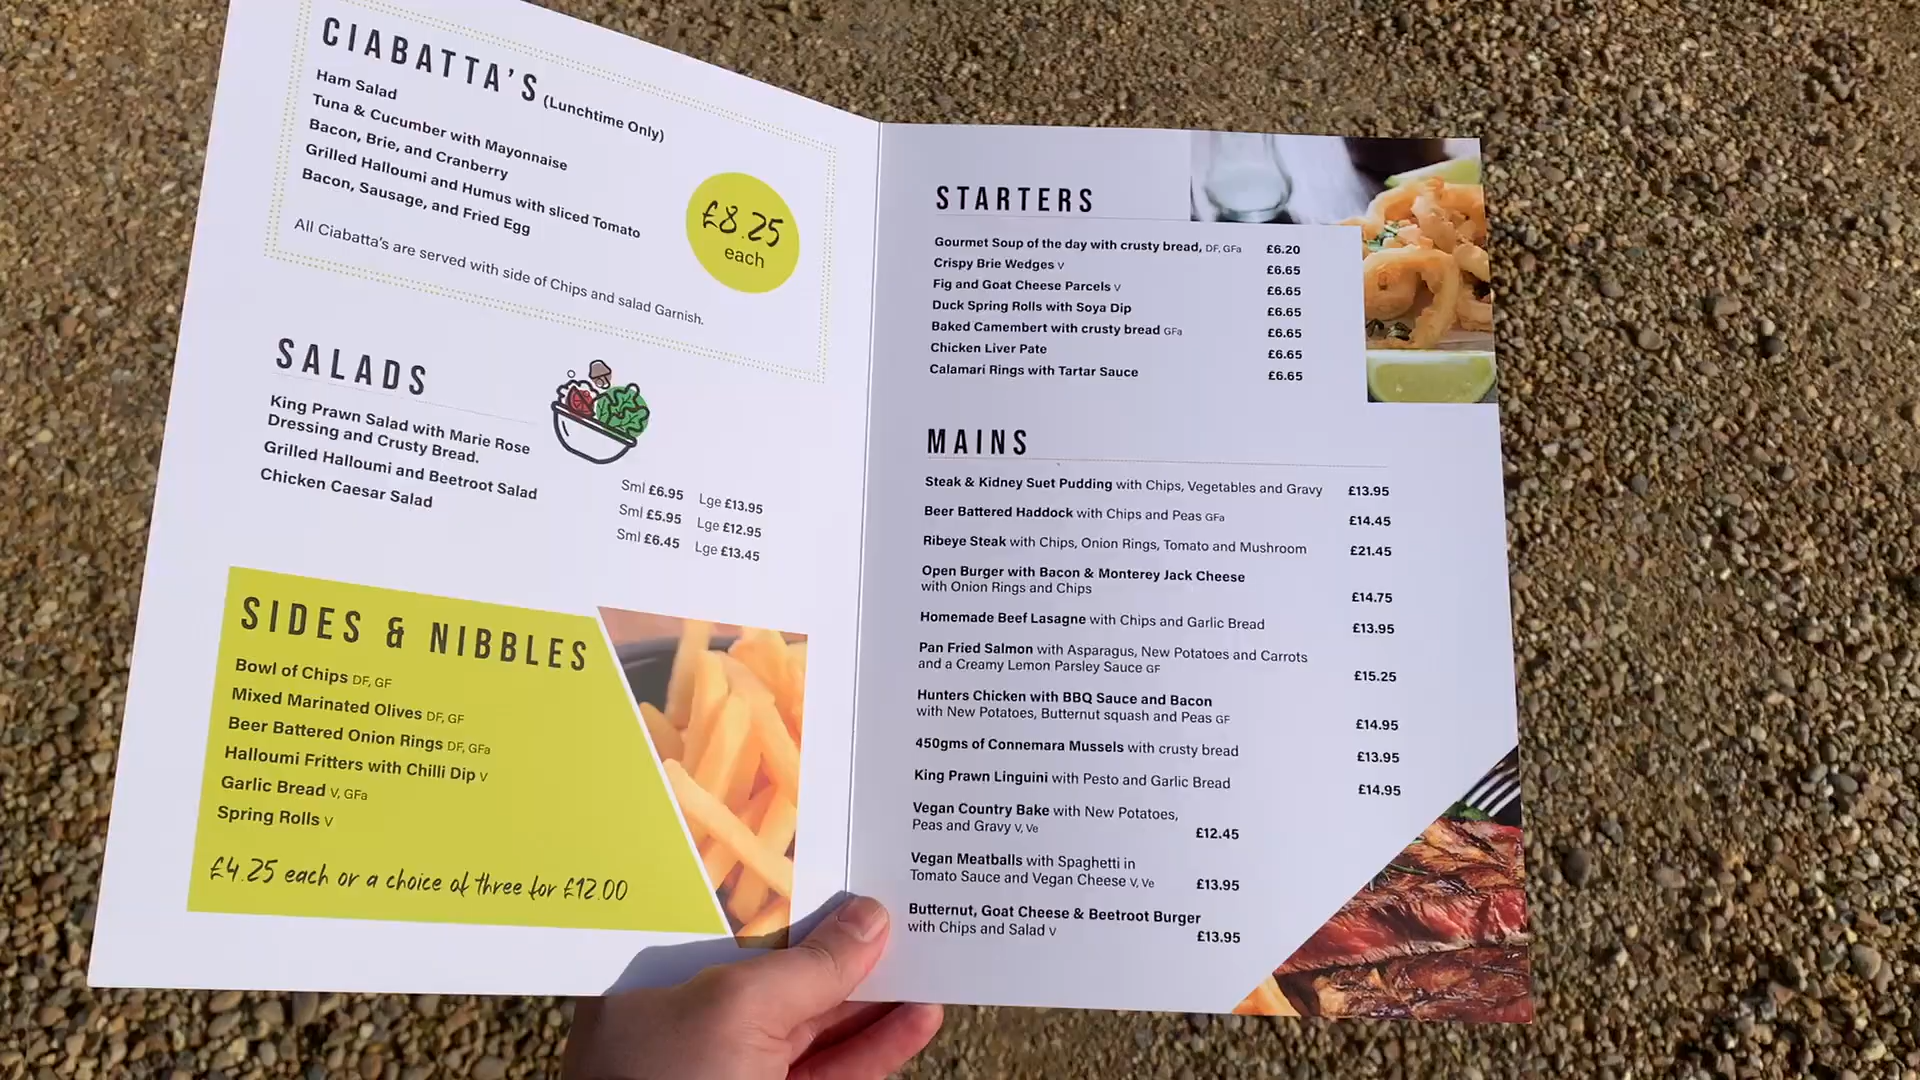 CIABATTA'S (Lunchtime Only)
Ham Salad
Tuna & Cucumber with Mayonnaise
Bacon, Brie, and Cranberry
Grilled Halloumi and Humus with sliced Tomato
Bacon, Sausage, and Fried Egg
£8.25
each
All Ciabatta's are served with side of Chips and salad Garnish.
SALADS
King Prawn Salad with Marie Rose
Dressing and Crusty Bread.
Sml £6.95 Lge £13.95
Grilled Halloumi and Beetroot Salad
Sml £5.95 Lge £12.95
Chicken Caesar Salad
Sml £6.45 Lge £13.45
SIDES & NIBBLES
Bowl of Chips DF, GF
Mixed Marinated Olives DF, GF
Beer Battered Onion Rings DF, GFa
Halloumi Fritters with Chilli Dip V
Garlic Bread V, GFa
Spring Rolls V
£4.25 each or a choice of three for £12.00
STARTERS
Gourmet Soup of the day with crusty bread, DF, GFa £6.20
Crispy Brie Wedges V £6.65
Fig and Goat Cheese Parcels V £6.65
Duck Spring Rolls with Soya Dip £6.65
Baked Camembert with crusty bread GFa £6.65
Chicken Liver Pate £6.65
Calamari Rings with Tartar Sauce £6.65
MAINS
Steak & Kidney Suet Pudding with Chips, Vegetables and Gravy £13.95
Beer Battered Haddock with Chips and Peas GFa £14.45
Ribeye Steak with Chips, Onion Rings, Tomato and Mushroom £21.45
Open Burger with Bacon & Monterey Jack Cheese
with Onion Rings and Chips £14.75
Homemade Beef Lasagne with Chips and Garlic Bread £13.95
Pan Fried Salmon with Asparagus, New Potatoes and Carrots
and a Creamy Lemon Parsley Sauce GF £15.25
Hunters Chicken with BBQ Sauce and Bacon
with New Potatoes, Butternut squash and Peas GF £14.95
450gms of Connemara Mussels with crusty bread £13.95
King Prawn Linguini with Pesto and Garlic Bread £14.95
Vegan Country Bake with New Potatoes,
Peas and Gravy V, Ve £12.45
Vegan Meatballs with Spaghetti in
Tomato Sauce and Vegan Cheese V, Ve £13.95
Butternut, Goat Cheese & Beetroot Burger
with Chips and Salad V £13.95